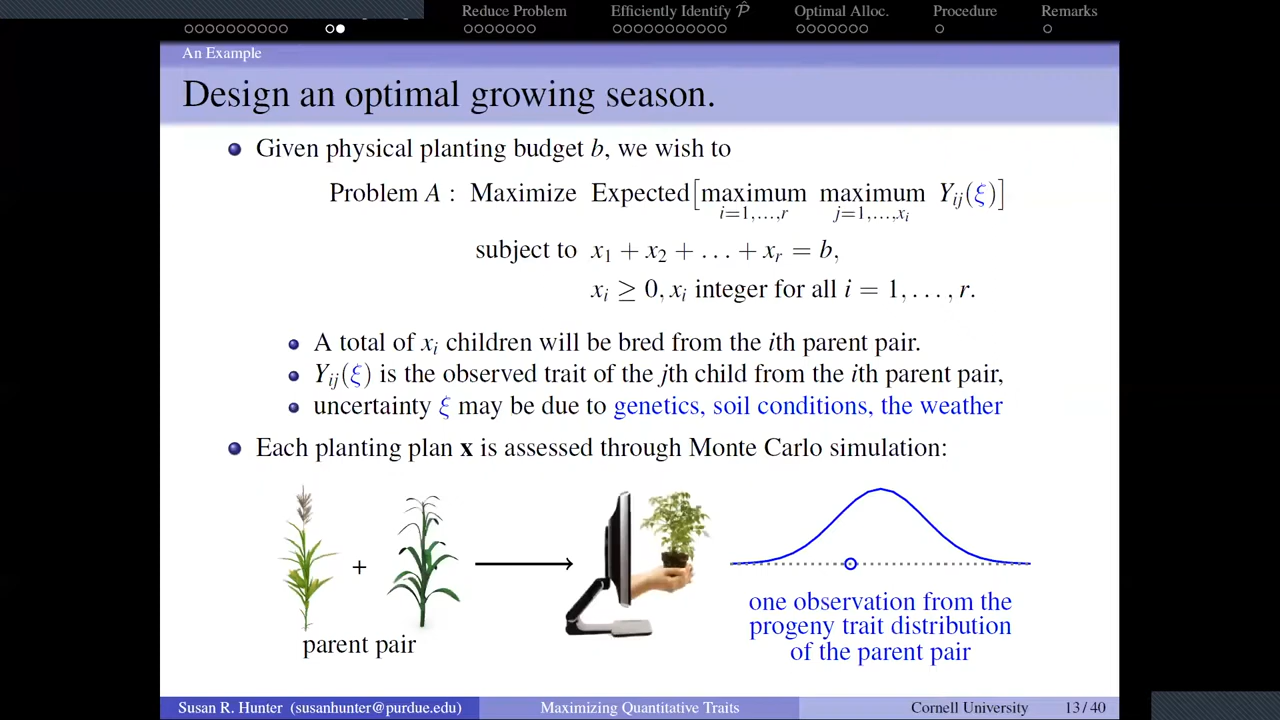 Reduce Problem Efficiently Identify P̂ Optimal Alloc. Procedure Remarks
An Example
Design an optimal growing season.
Given physical planting budget b, we wish to
Problem A : Maximize Expected[maximum maximum Y_ij(ξ)]
i=1,…,r j=1,…,x_i
subject to x_1 + x_2 + … + x_r = b,
x_i ≥ 0, x_i integer for all i = 1, … , r.
A total of x_i children will be bred from the ith parent pair.
Y_ij(ξ) is the observed trait of the jth child from the ith parent pair,
uncertainty ξ may be due to genetics, soil conditions, the weather
Each planting plan x is assessed through Monte Carlo simulation:
+
parent pair
one observation from the
progeny trait distribution
of the parent pair
Susan R. Hunter (susanhunter@purdue.edu) Maximizing Quantitative Traits Cornell University 13 / 40